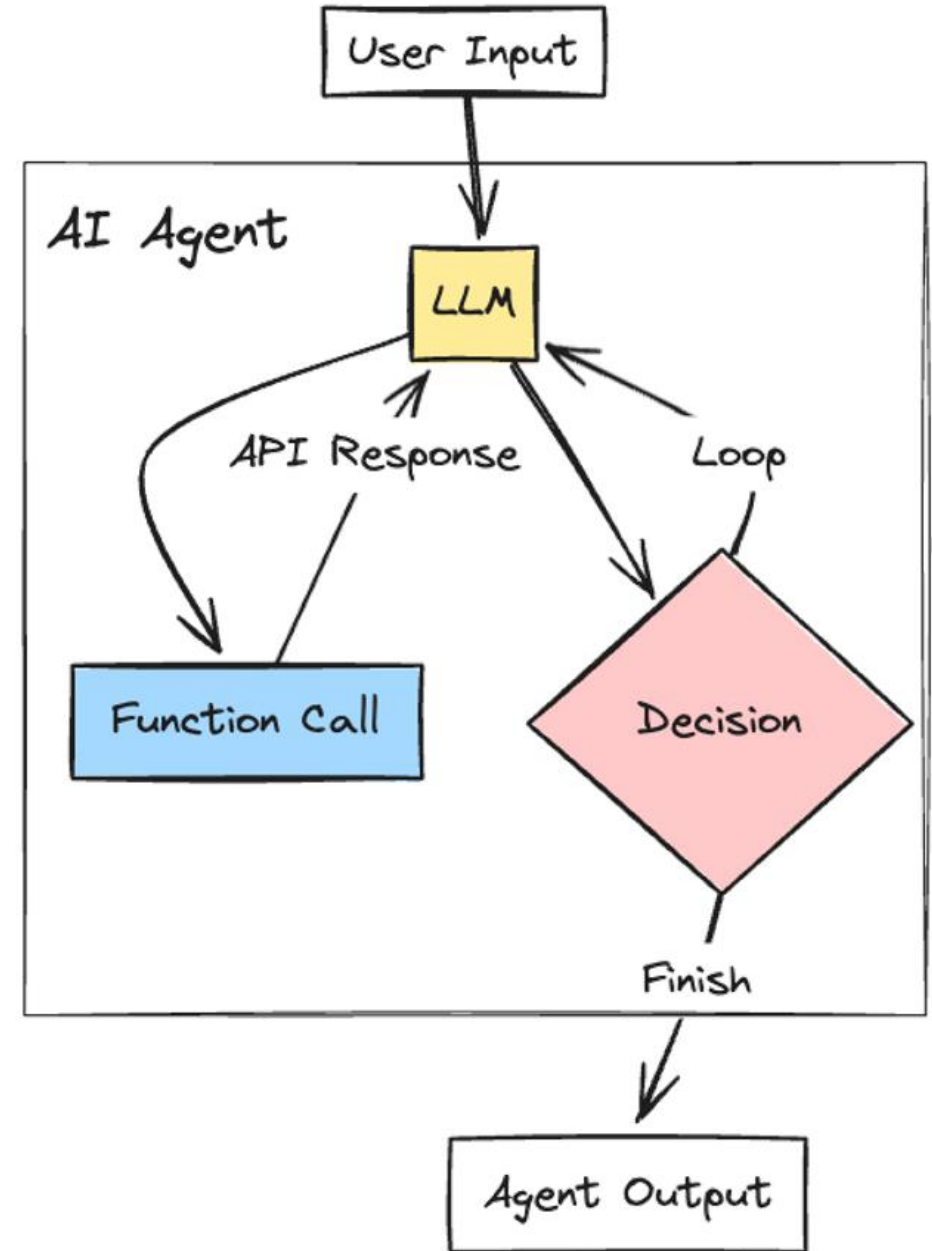 User Input
AI Agent
LLM
API Response
Loop
Function Call
Decision
Finish
Agent Output